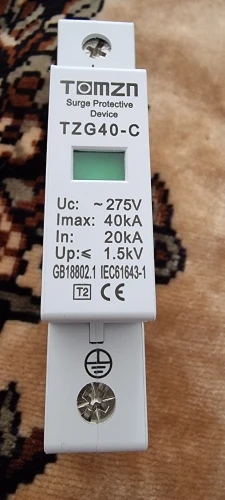 TOMZN
Surge Protective
Device
TZG40-C
Uc: ~275V
Imax: 40kA
In: 20kA
Up:≤ 1.5kV
GB18802.1 IEC61643-1
T2 CE